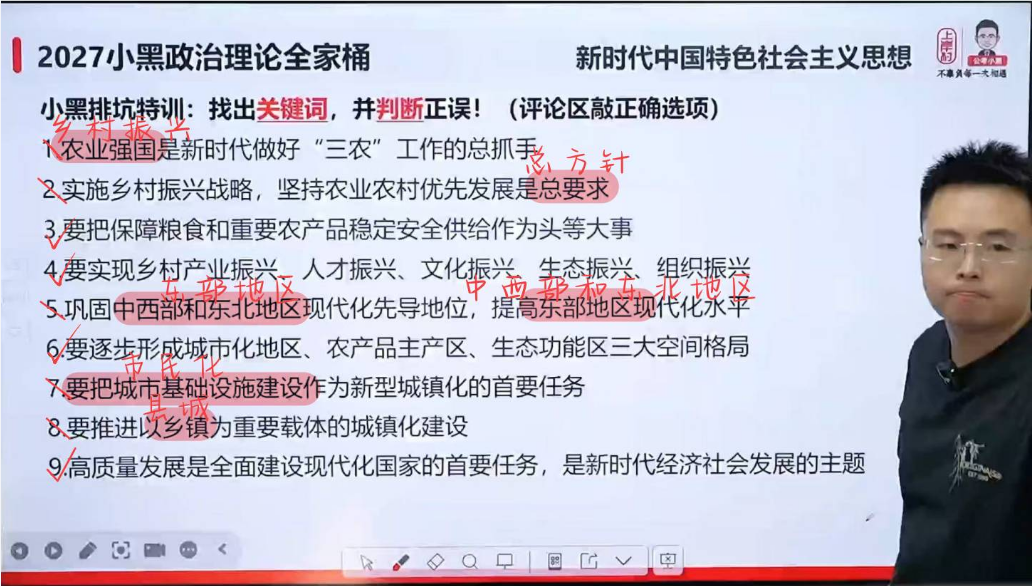 2027小黑政治理论全家桶
新时代中国特色社会主义思想
上岸村
公考小黑
不辜负每一次相遇
小黑排坑特训：找出关键词，并判断正误！（评论区敲正确选项）
乡村振兴
1.农业强国是新时代做好“三农”工作的总抓手
总方针
2.实施乡村振兴战略，坚持农业农村优先发展是总要求
3.要把保障粮食和重要农产品稳定安全供给作为头等大事
4.要实现乡村产业振兴、人才振兴、文化振兴、生态振兴、组织振兴
东部地区 中西部和东北地区
5.巩固中西部和东北地区现代化先导地位，提高东部地区现代化水平
6.要逐步形成城市化地区、农产品主产区、生态功能区三大空间格局
市民化
7.要把城市基础设施建设作为新型城镇化的首要任务
县城
8.要推进以乡镇为重要载体的城镇化建设
9.高质量发展是全面建设现代化国家的首要任务，是新时代经济社会发展的主题